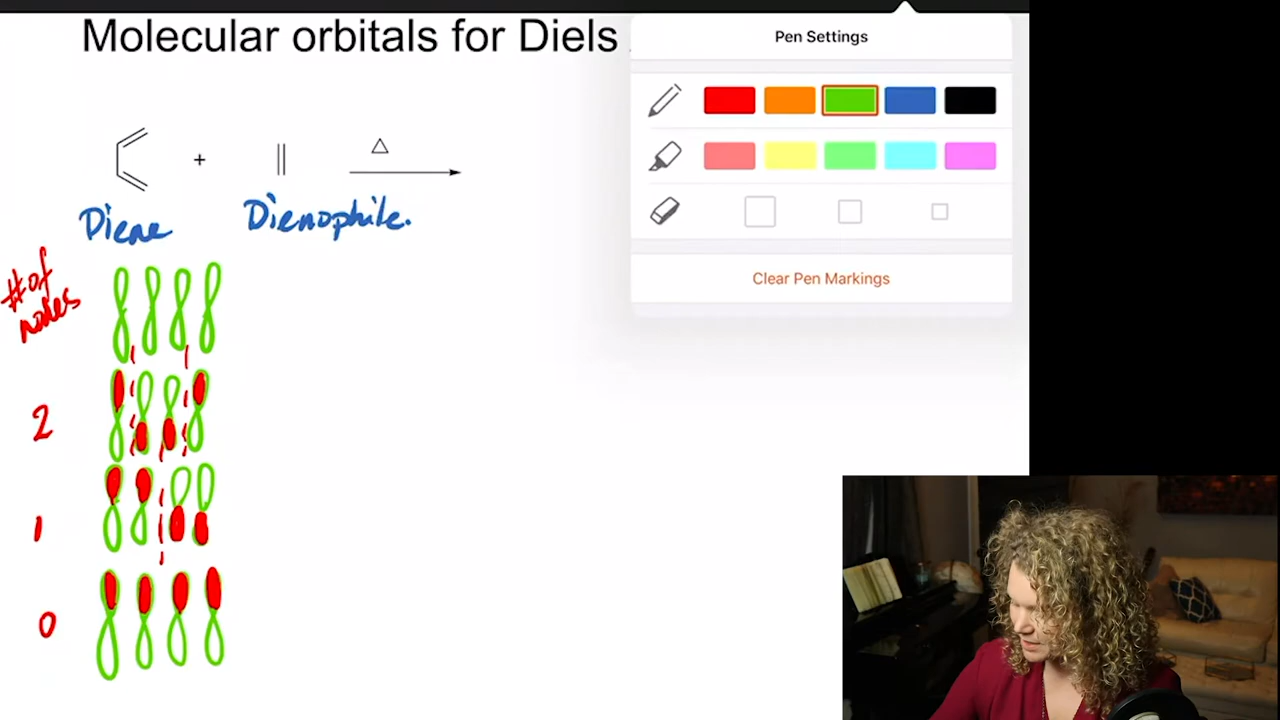 Molecular orbitals for Diels
Pen Settings
+
Δ
Diene
Dienophile.
Clear Pen Markings
# of
nodes
2
1
0